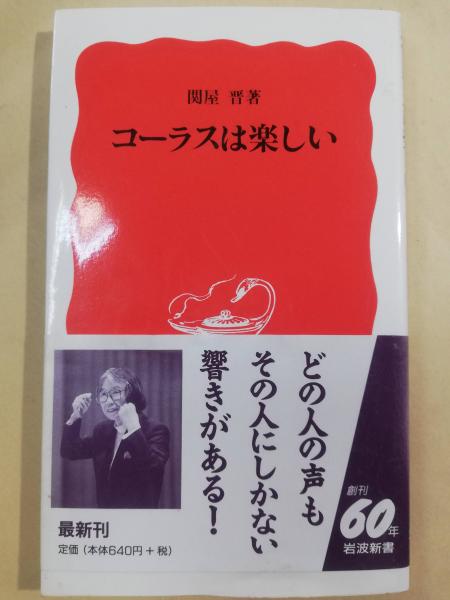 関屋 晋著
コーラスは楽しい
どの人の声も
その人にしかない
響きがある!
最新刊
定価（本体640円+税）
創刊
60年
岩波新書